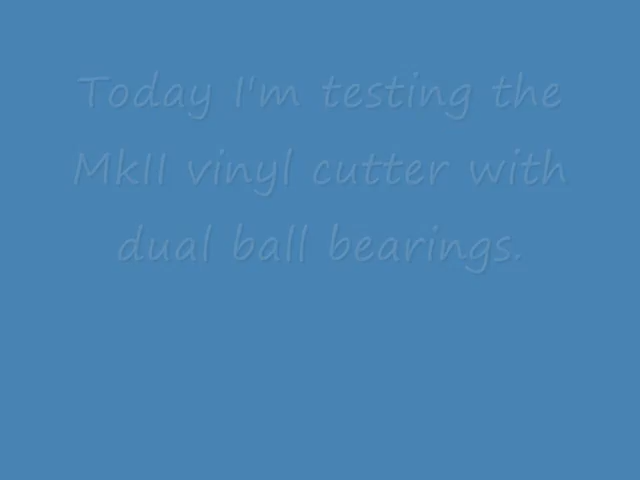 Today I'm testing the
MkII vinyl cutter with
dual ball bearings.